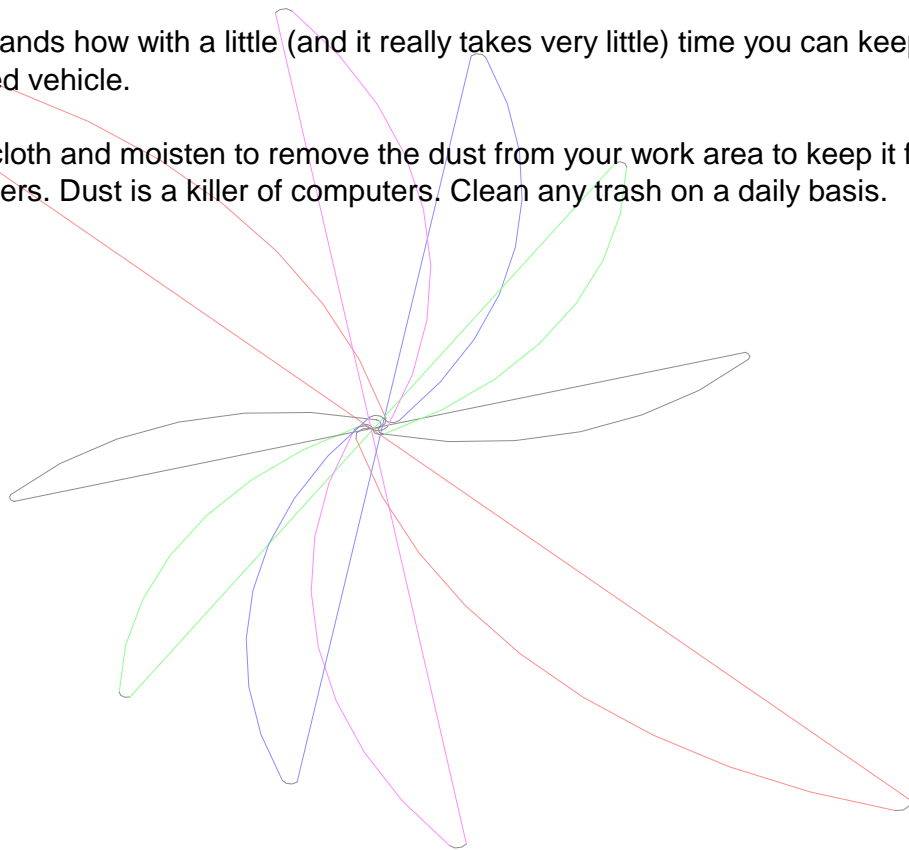 ands how with a little (and it really takes very little) time you can keep
ed vehicle.
cloth and moisten to remove the dust from your work area to keep it f
ers. Dust is a killer of computers. Clean any trash on a daily basis.